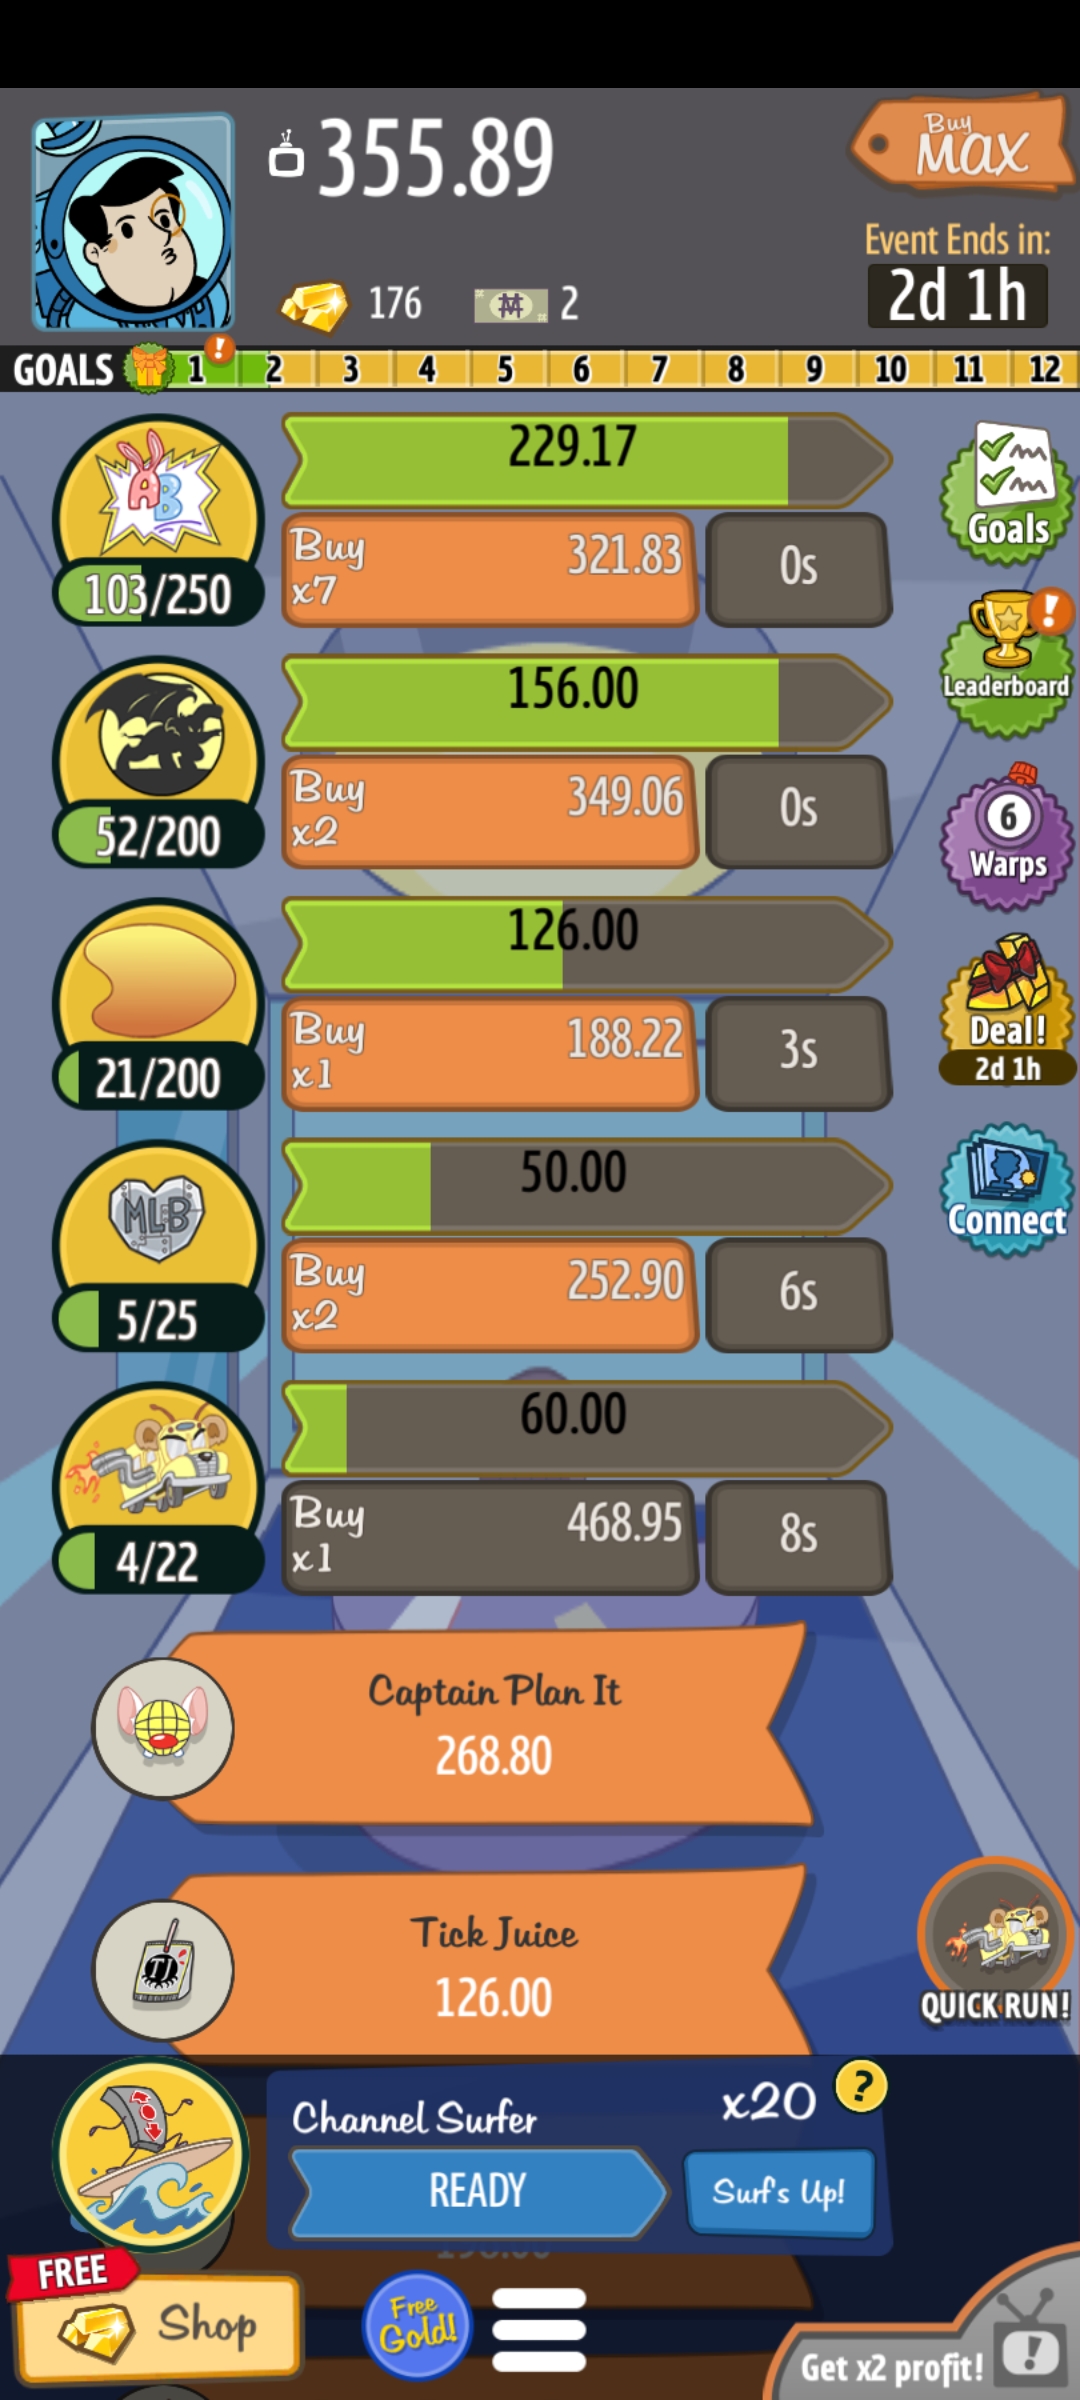 355.89
Buy
MAX
Event Ends in:
2d 1h
176
2
GOALS 1 ! 2 3 4 5 6 7 8 9 10 11 12
AB
229.17
103/250
Buy
x7
321.83
0s
Goals
156.00
52/200
Buy
x2
349.06
0s
!
Leaderboard
126.00
21/200
Buy
x1
188.22
3s
6
Warps
MLB
50.00
5/25
Buy
x2
252.90
6s
Deal!
2d 1h
60.00
4/22
Buy
x1
468.95
8s
Connect
Captain Plan It
268.80
TJ
Tick Juice
126.00
QUICK RUN!
Channel Surfer
x20
?
READY
Surf's Up!
FREE
Shop
Free
Gold!
Get x2 profit!
!